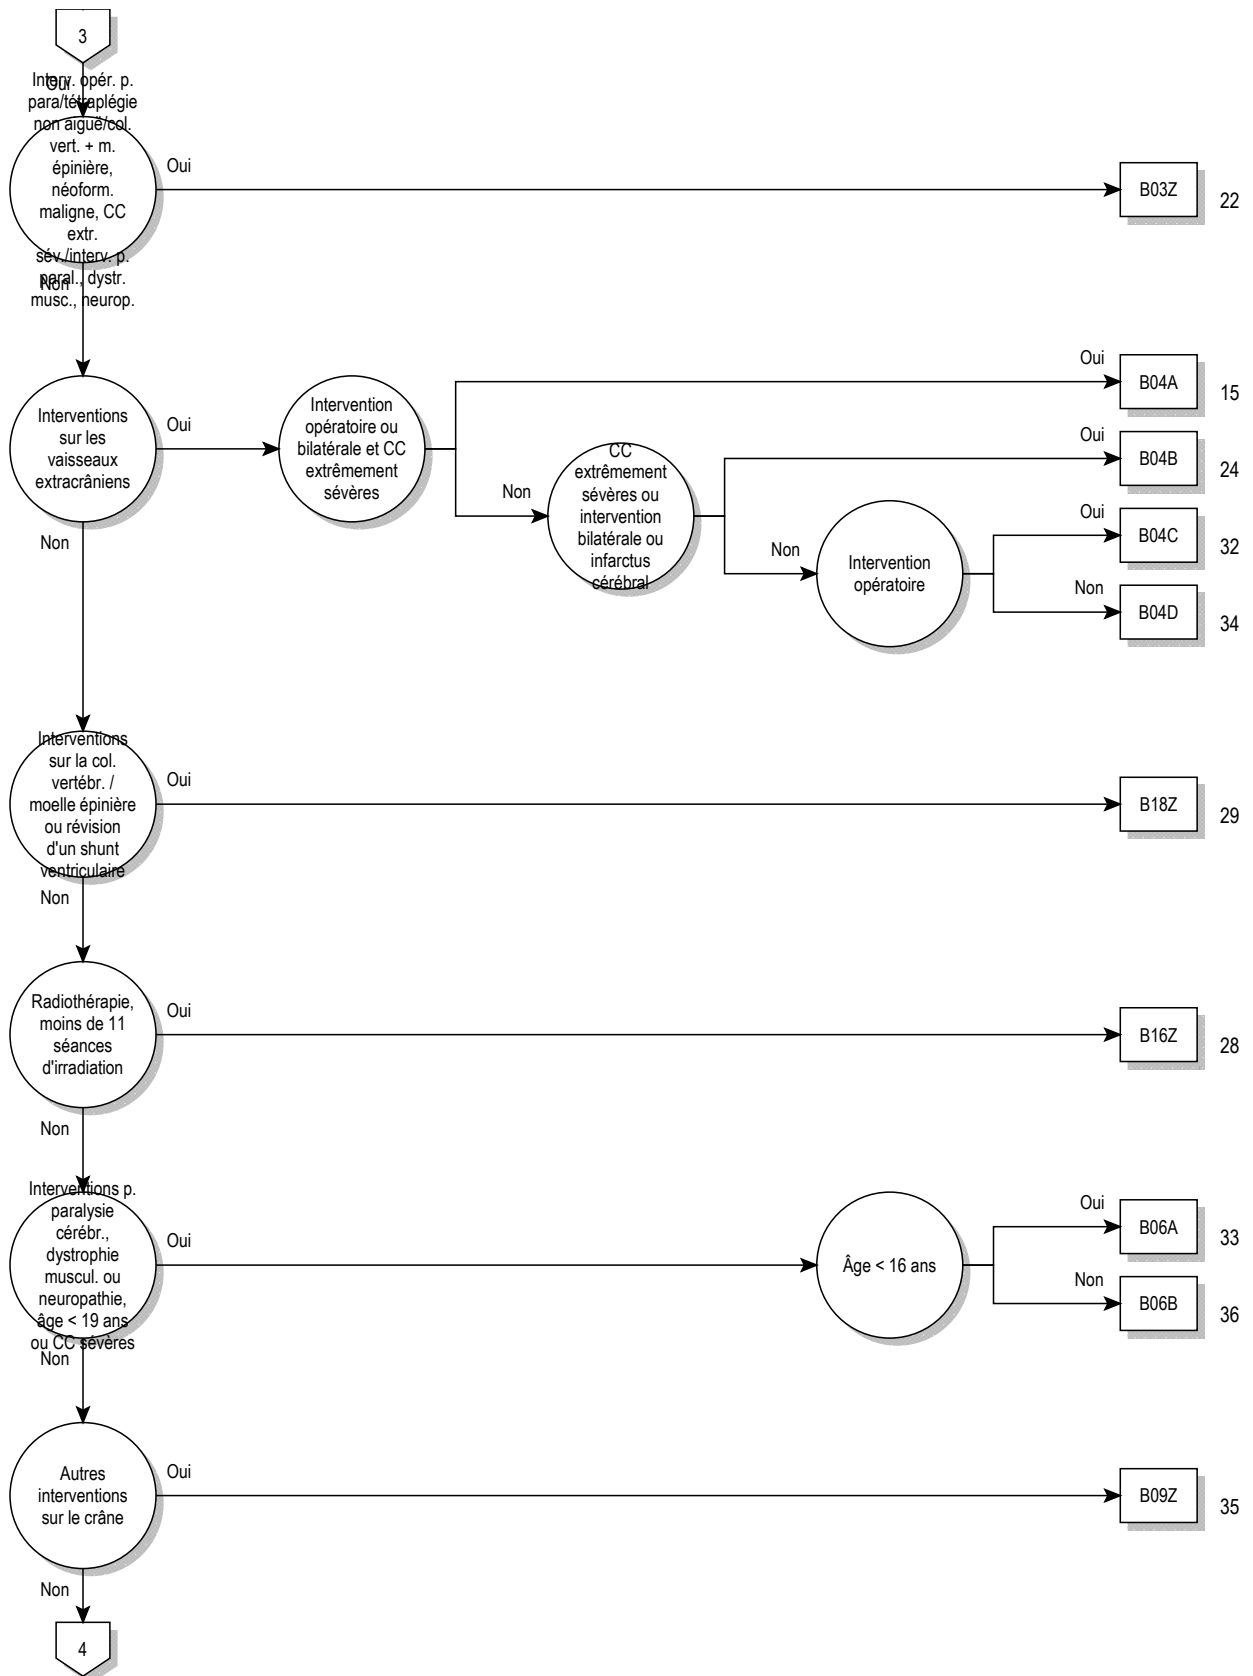 3
Oui
Interv. opér. p.
para/tétraplégie
non aiguë/col.
vert. + m.
épinière,
néoform.
maligne, CC
extr.
sév./interv. p.
paral., dystr.
musc., neurop.
Oui
B03Z
22
Non
Interventions
sur les
vaisseaux
extracrâniens
Oui
Intervention
opératoire ou
bilatérale et CC
extrêmement
sévères
Oui
B04A
15
Non
CC
extrêmement
sévères ou
intervention
bilatérale ou
infarctus
cérébral
Oui
B04B
24
Non
Intervention
opératoire
Oui
B04C
32
Non
B04D
34
Non
Interventions
sur la col.
vertébr. /
moelle épinière
ou révision
d'un shunt
ventriculaire
Oui
B18Z
29
Non
Radiothérapie,
moins de 11
séances
d'irradiation
Oui
B16Z
28
Non
Interventions p.
paralysie
cérébr.,
dystrophie
muscul. ou
neuropathie,
âge < 19 ans
ou CC sévères
Oui
Âge < 16 ans
Oui
B06A
33
Non
B06B
36
Non
Autres
interventions
sur le crâne
Oui
B09Z
35
Non
4